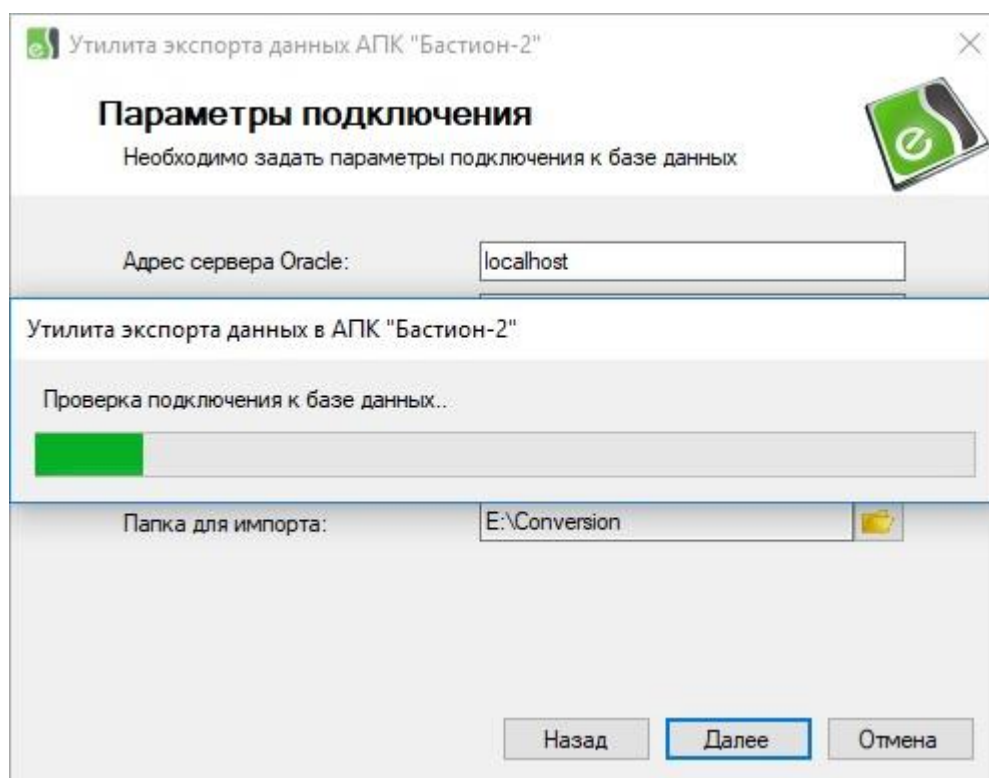 Утилита экспорта данных АПК "Бастион-2"
Параметры подключения
Необходимо задать параметры подключения к базе данных
Адрес сервера Oracle:
localhost
Утилита экспорта данных в АПК "Бастион-2"
Проверка подключения к базе данных..
Папка для импорта:
E:\Conversion
Назад
Далее
Отмена